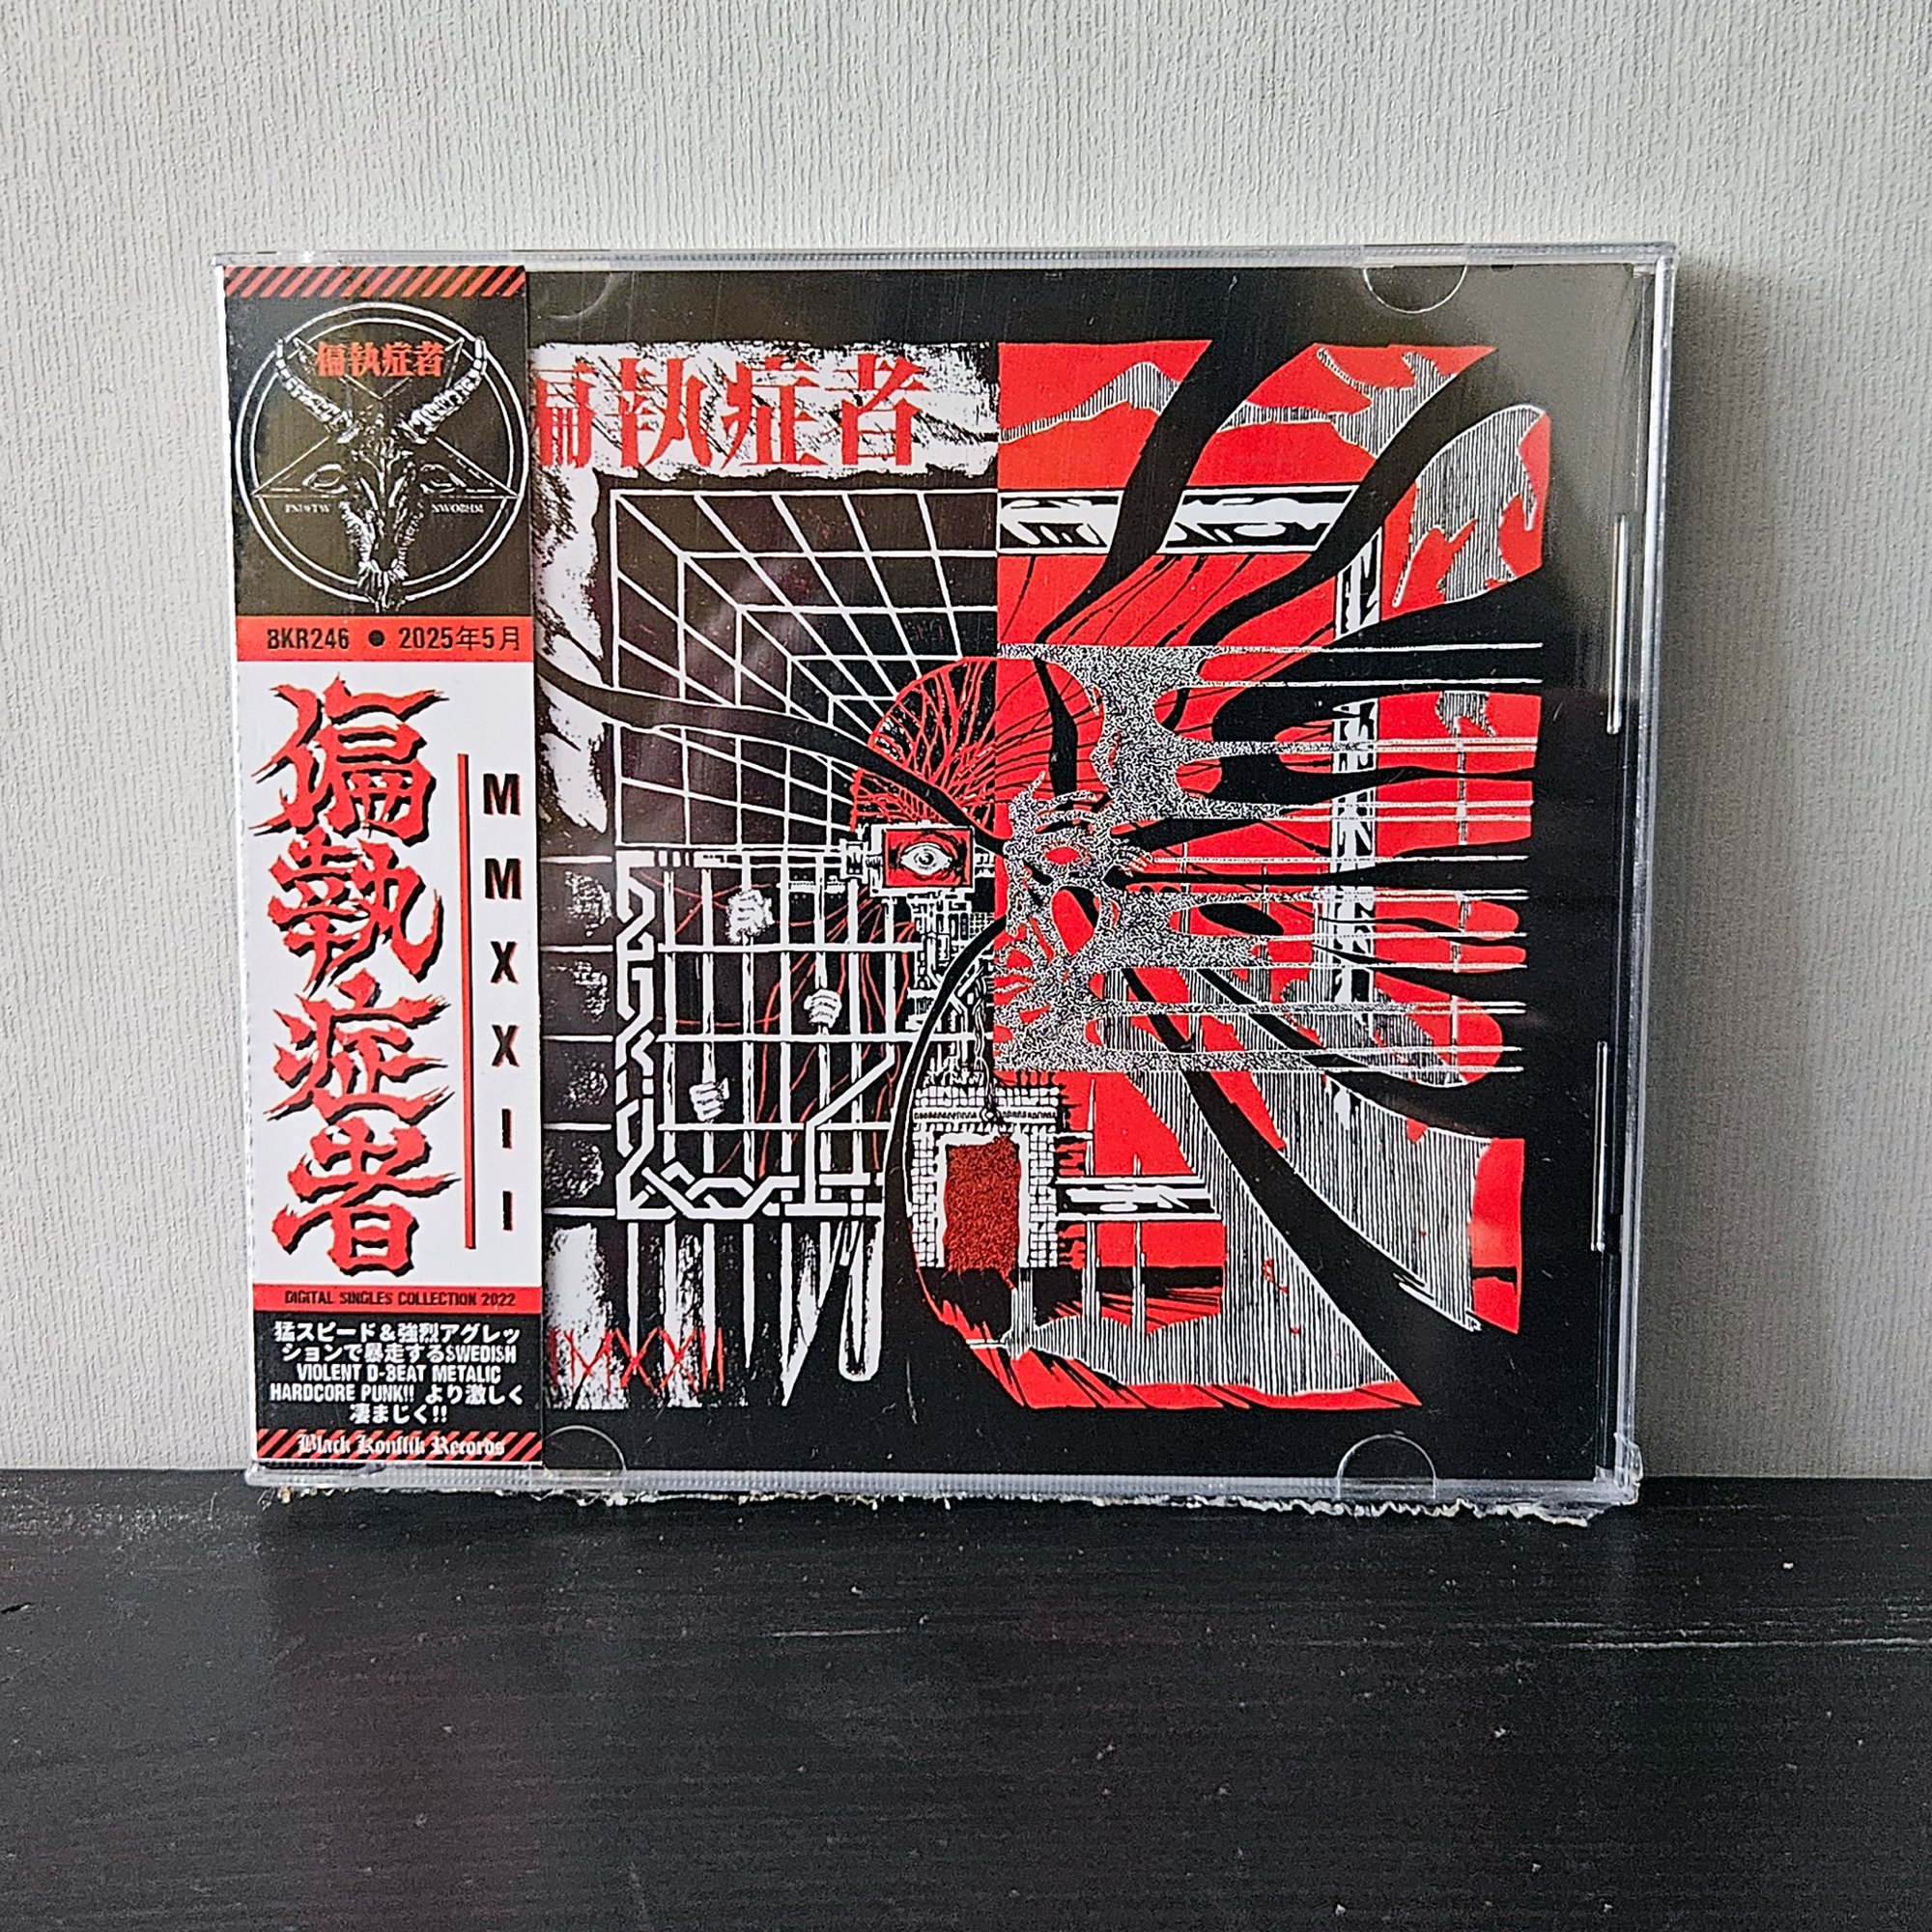 偏執症者
BKR246 ● 2025年5月
偏執症者
MMXXII
DIGITAL SINGLES COLLECTION 2022
猛スピード&強烈アグレッ
ションで暴走するSWEDISH
VIOLENT D-BEAT METALIC
HARDCORE PUNK!! より激しく
凄まじく!!
Black Konflik Records
偏執症者
MMXXII